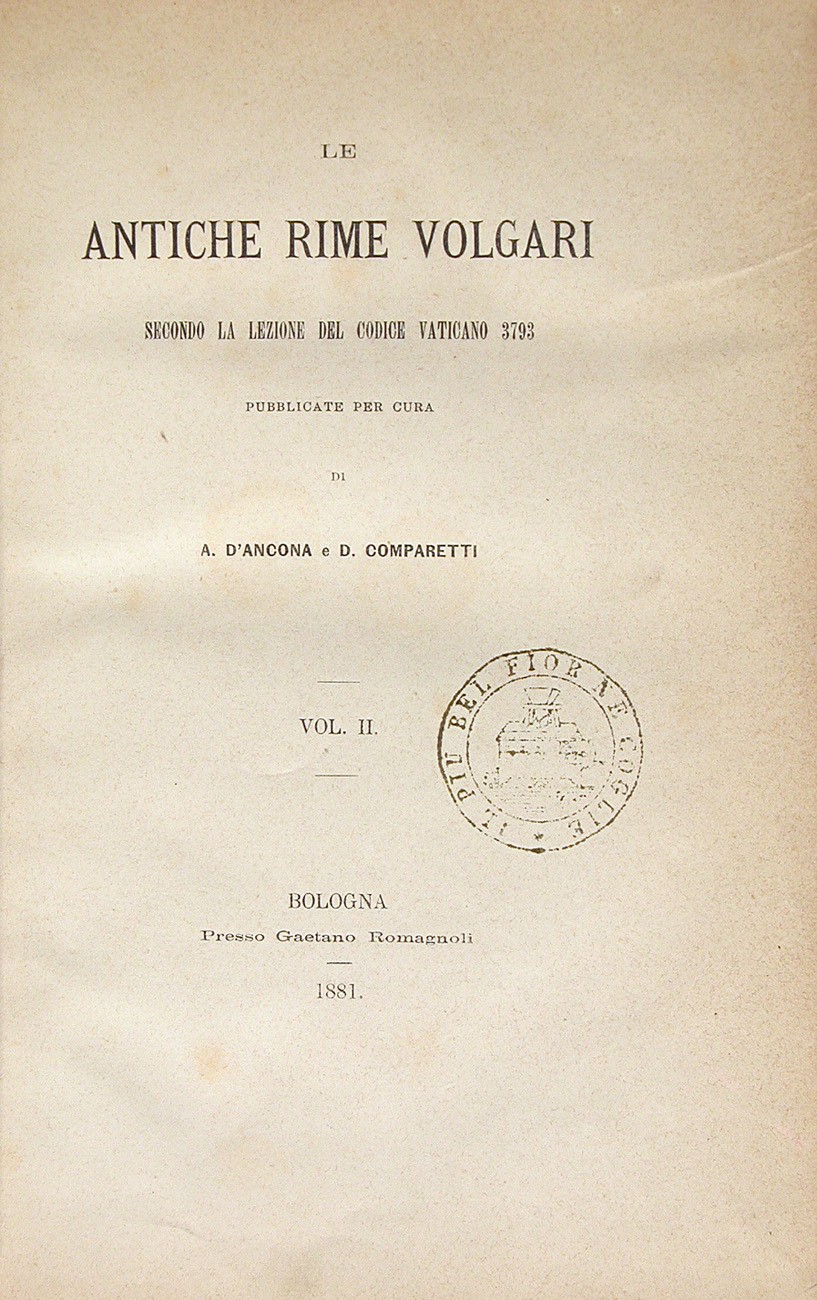 LE
ANTICHE RIME VOLGARI
SECONDO LA LEZIONE DEL CODICE VATICANO 3793
PUBBLICATE PER CURA
DI
A. D'ANCONA e D. COMPARETTI
VOL. II.
IL PIÙ BEL FIOR NE COGLIE *
BOLOGNA
Presso Gaetano Romagnoli
1881.